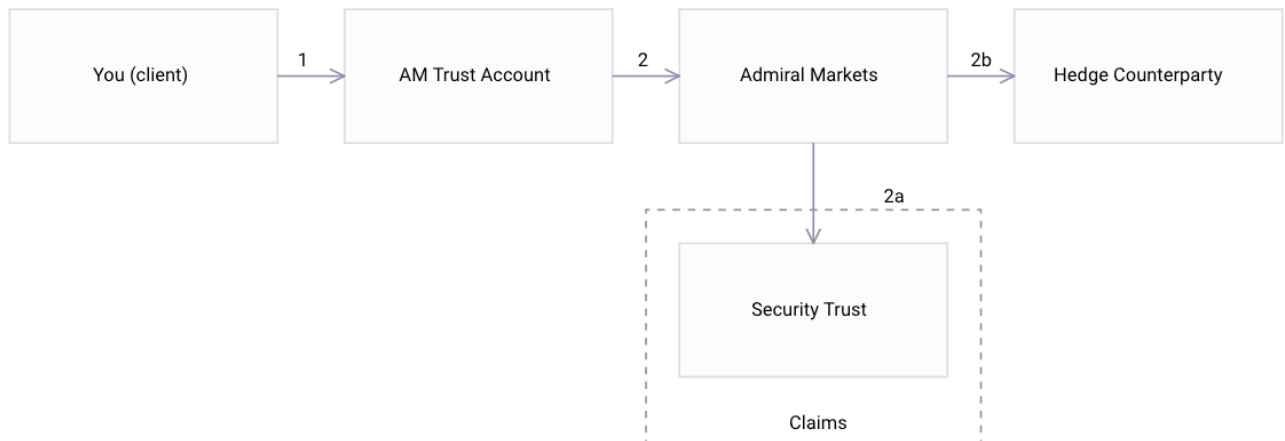 You (client)
1
AM Trust Account
2
Admiral Markets
2b
Hedge Counterparty
2a
Security Trust
Claims